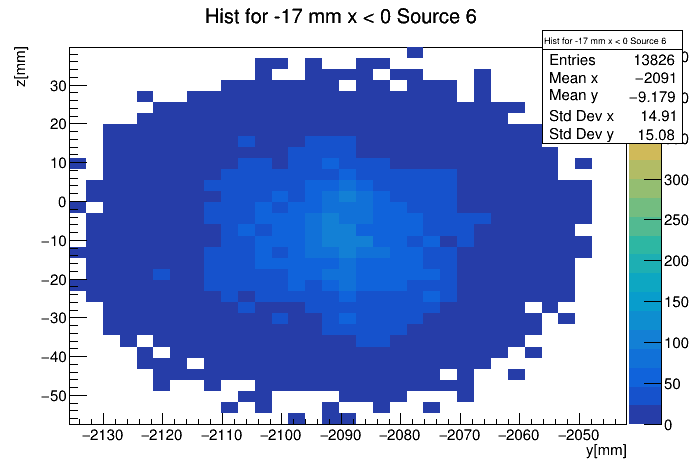 Hist for -17 mm x < 0 Source 6
z[mm]
Hist for -17 mm x < 0 Source 6
Entries 13826
Mean x −2091
Mean y −9.179
Std Dev x 14.91
Std Dev y 15.08
30
20
10
0
−10
−20
−30
−40
−50
−2130 −2120 −2110 −2100 −2090 −2080 −2070 −2060 −2050
y[mm]
300
250
200
150
100
50
0